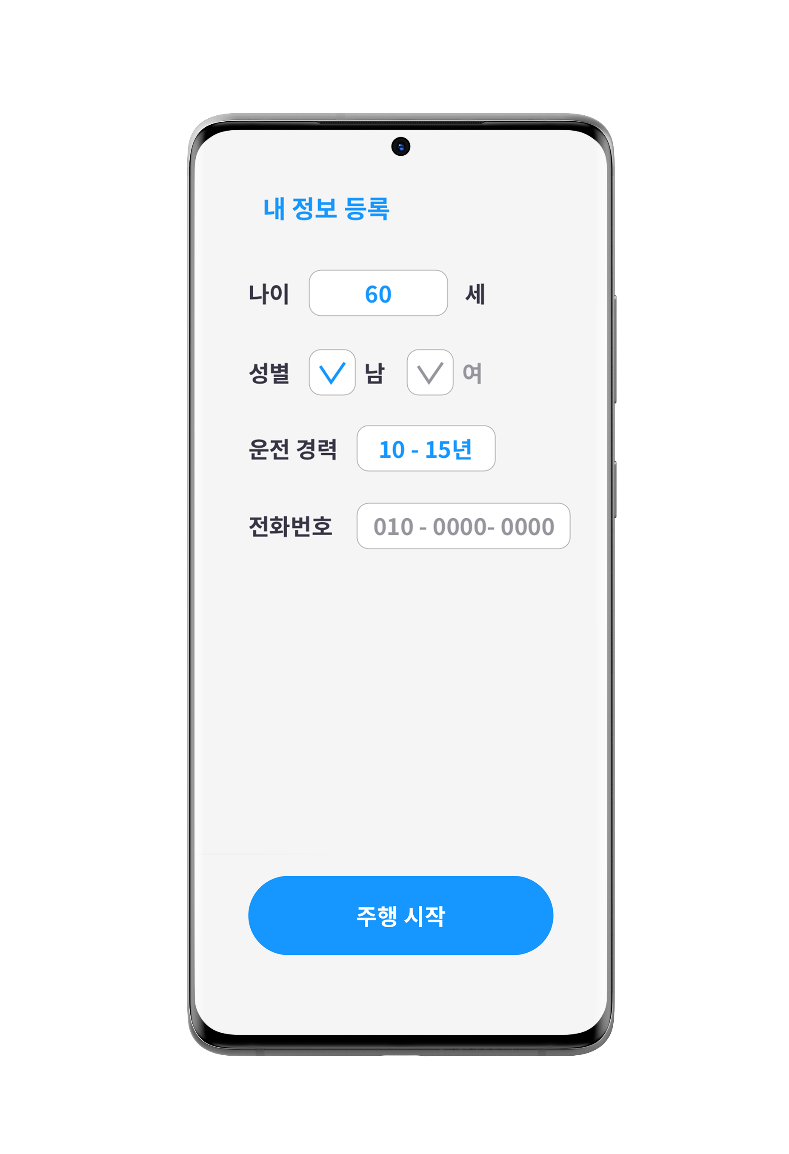 내 정보 등록
나이 60 세
성별 남 여
운전 경력 10 - 15년
전화번호 010 - 0000- 0000
주행 시작